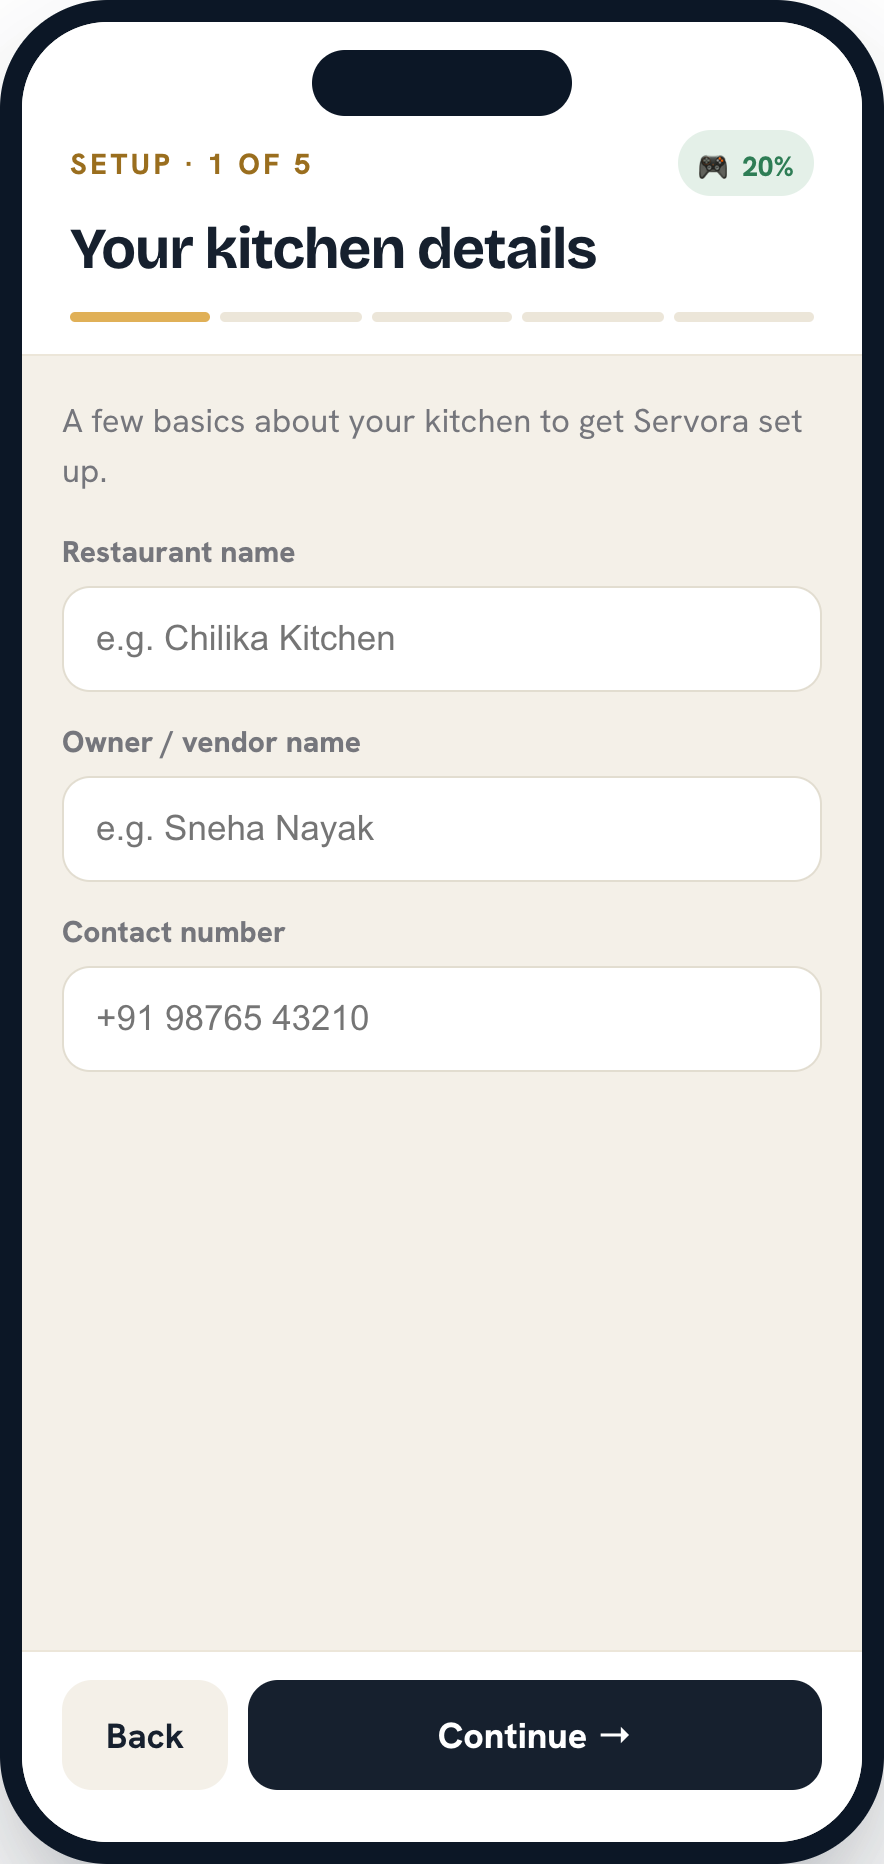 SETUP · 1 OF 5
🎮 20%
Your kitchen details
A few basics about your kitchen to get Servora set
up.
Restaurant name
e.g. Chilika Kitchen
Owner / vendor name
e.g. Sneha Nayak
Contact number
+91 98765 43210
Back
Continue →